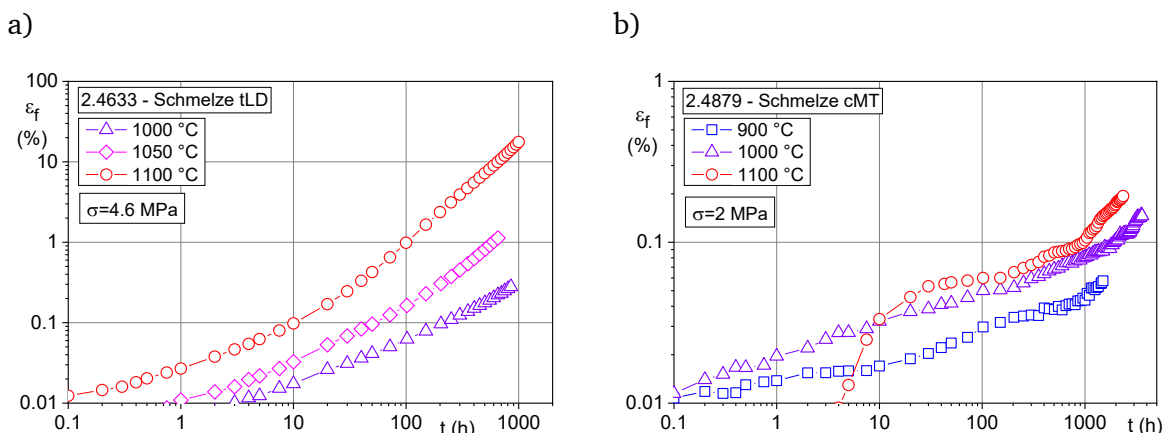 a)
b)
100
εf
(%)
10
1
0.1
0.01
2.4633 - Schmelze tLD
1000 °C
1050 °C
1100 °C
σ=4.6 MPa
0.1 1 10 100 1000
t (h)
1
εf
(%)
0.1
0.01
2.4879 - Schmelze cMT
900 °C
1000 °C
1100 °C
σ=2 MPa
0.1 1 10 100 1000 t (h)